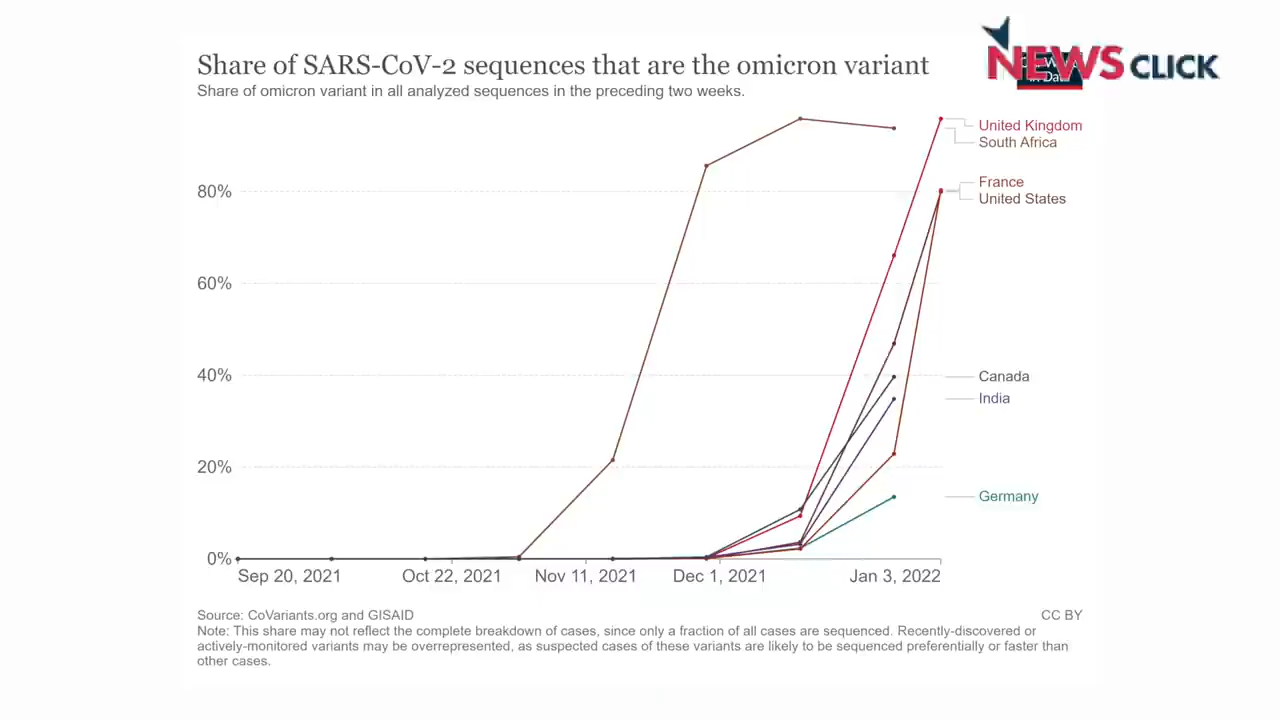 Share of SARS-CoV-2 sequences that are the omicron variant
Share of omicron variant in all analyzed sequences in the preceding two weeks.
NEWS CLICK
United Kingdom
South Africa
France
80%
United States
60%
40%
Canada
India
20%
Germany
0%
Sep 20, 2021 Oct 22, 2021 Nov 11, 2021 Dec 1, 2021 Jan 3, 2022
Source: CoVariants.org and GISAID CC BY
Note: This share may not reflect the complete breakdown of cases, since only a fraction of all cases are sequenced. Recently-discovered or
actively-monitored variants may be overrepresented, as suspected cases of these variants are likely to be sequenced preferentially or faster than
other cases.